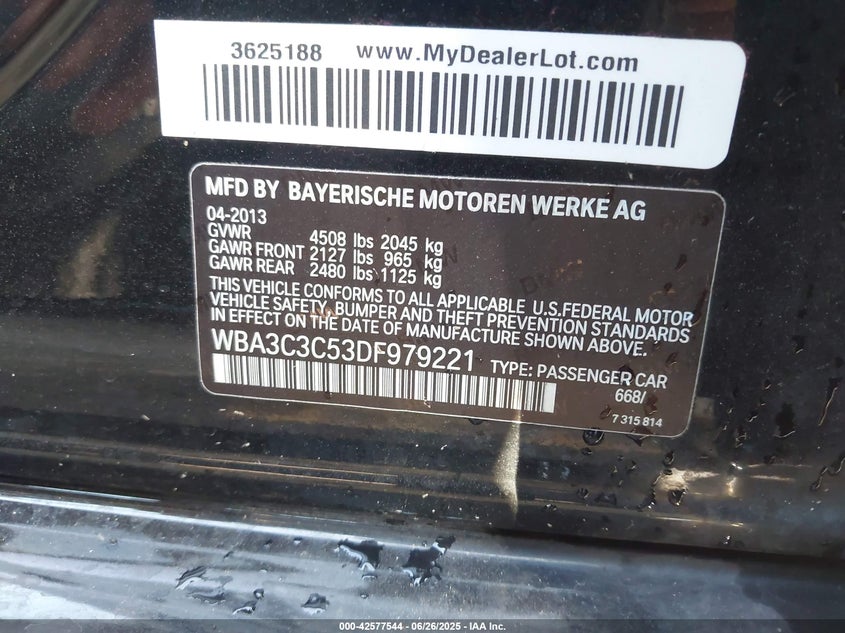 3625188 www.MyDealerLot.com
MFD BY BAYERISCHE MOTOREN WERKE AG
04-2013
GVWR 4508 lbs 2045 kg
GAWR FRONT 2127 lbs 965 kg
GAWR REAR 2480 lbs 1125 kg
THIS VEHICLE CONFORMS TO ALL APPLICABLE U.S.FEDERAL MOTOR
VEHICLE SAFETY, BUMPER AND THEFT PREVENTION STANDARDS
IN EFFECT ON THE DATE OF MANUFACTURE SHOWN ABOVE.
WBA3C3C53DF979221 TYPE: PASSENGER CAR
668/
7 315 814
000-42577544 / 06/26/2025 - IAA Inc.